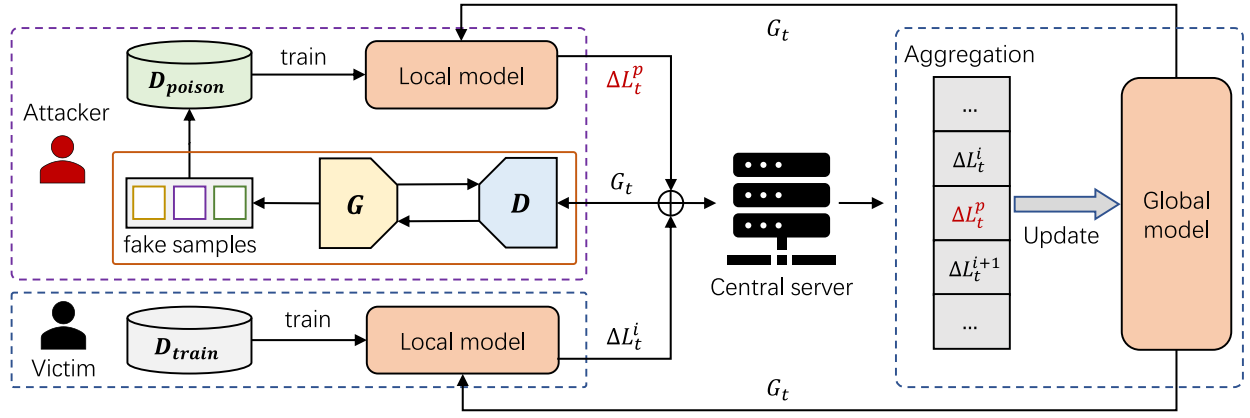 G_t
Attacker
D_poison
train
Local model
ΔL_t^p
G
D
fake samples
G_t
Central server
Aggregation
...
ΔL_t^i
ΔL_t^p
ΔL_t^{i+1}
...
Update
Global
model
Victim
D_train
train
Local model
ΔL_t^i
G_t